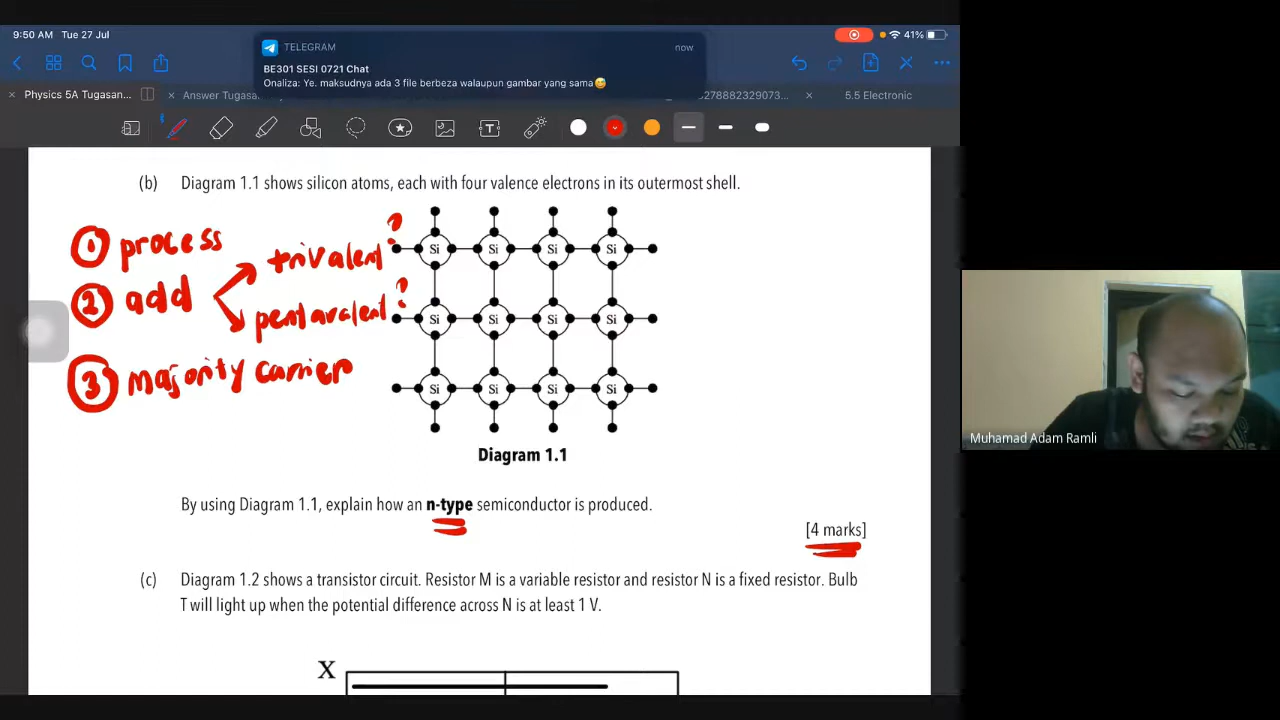 9:50 AM Tue 27 Jul
41%
TELEGRAM
now
BE301 SESI 0721 Chat
Onaliza: Ye. maksudnya ada 3 file berbeza walaupun gambar yang sama😅
Physics 5A Tugasan...
Answer Tugasa
278882329073...
5.5 Electronic
(b) Diagram 1.1 shows silicon atoms, each with four valence electrons in its outermost shell.
① process
② add
trivalent?
pentavalent?
③ majority carrier
Si Si Si Si
Si Si Si Si
Si Si Si Si
Diagram 1.1
By using Diagram 1.1, explain how an n-type semiconductor is produced.
[4 marks]
(c) Diagram 1.2 shows a transistor circuit. Resistor M is a variable resistor and resistor N is a fixed resistor. Bulb
T will light up when the potential difference across N is at least 1 V.
X
Muhamad Adam Ramli